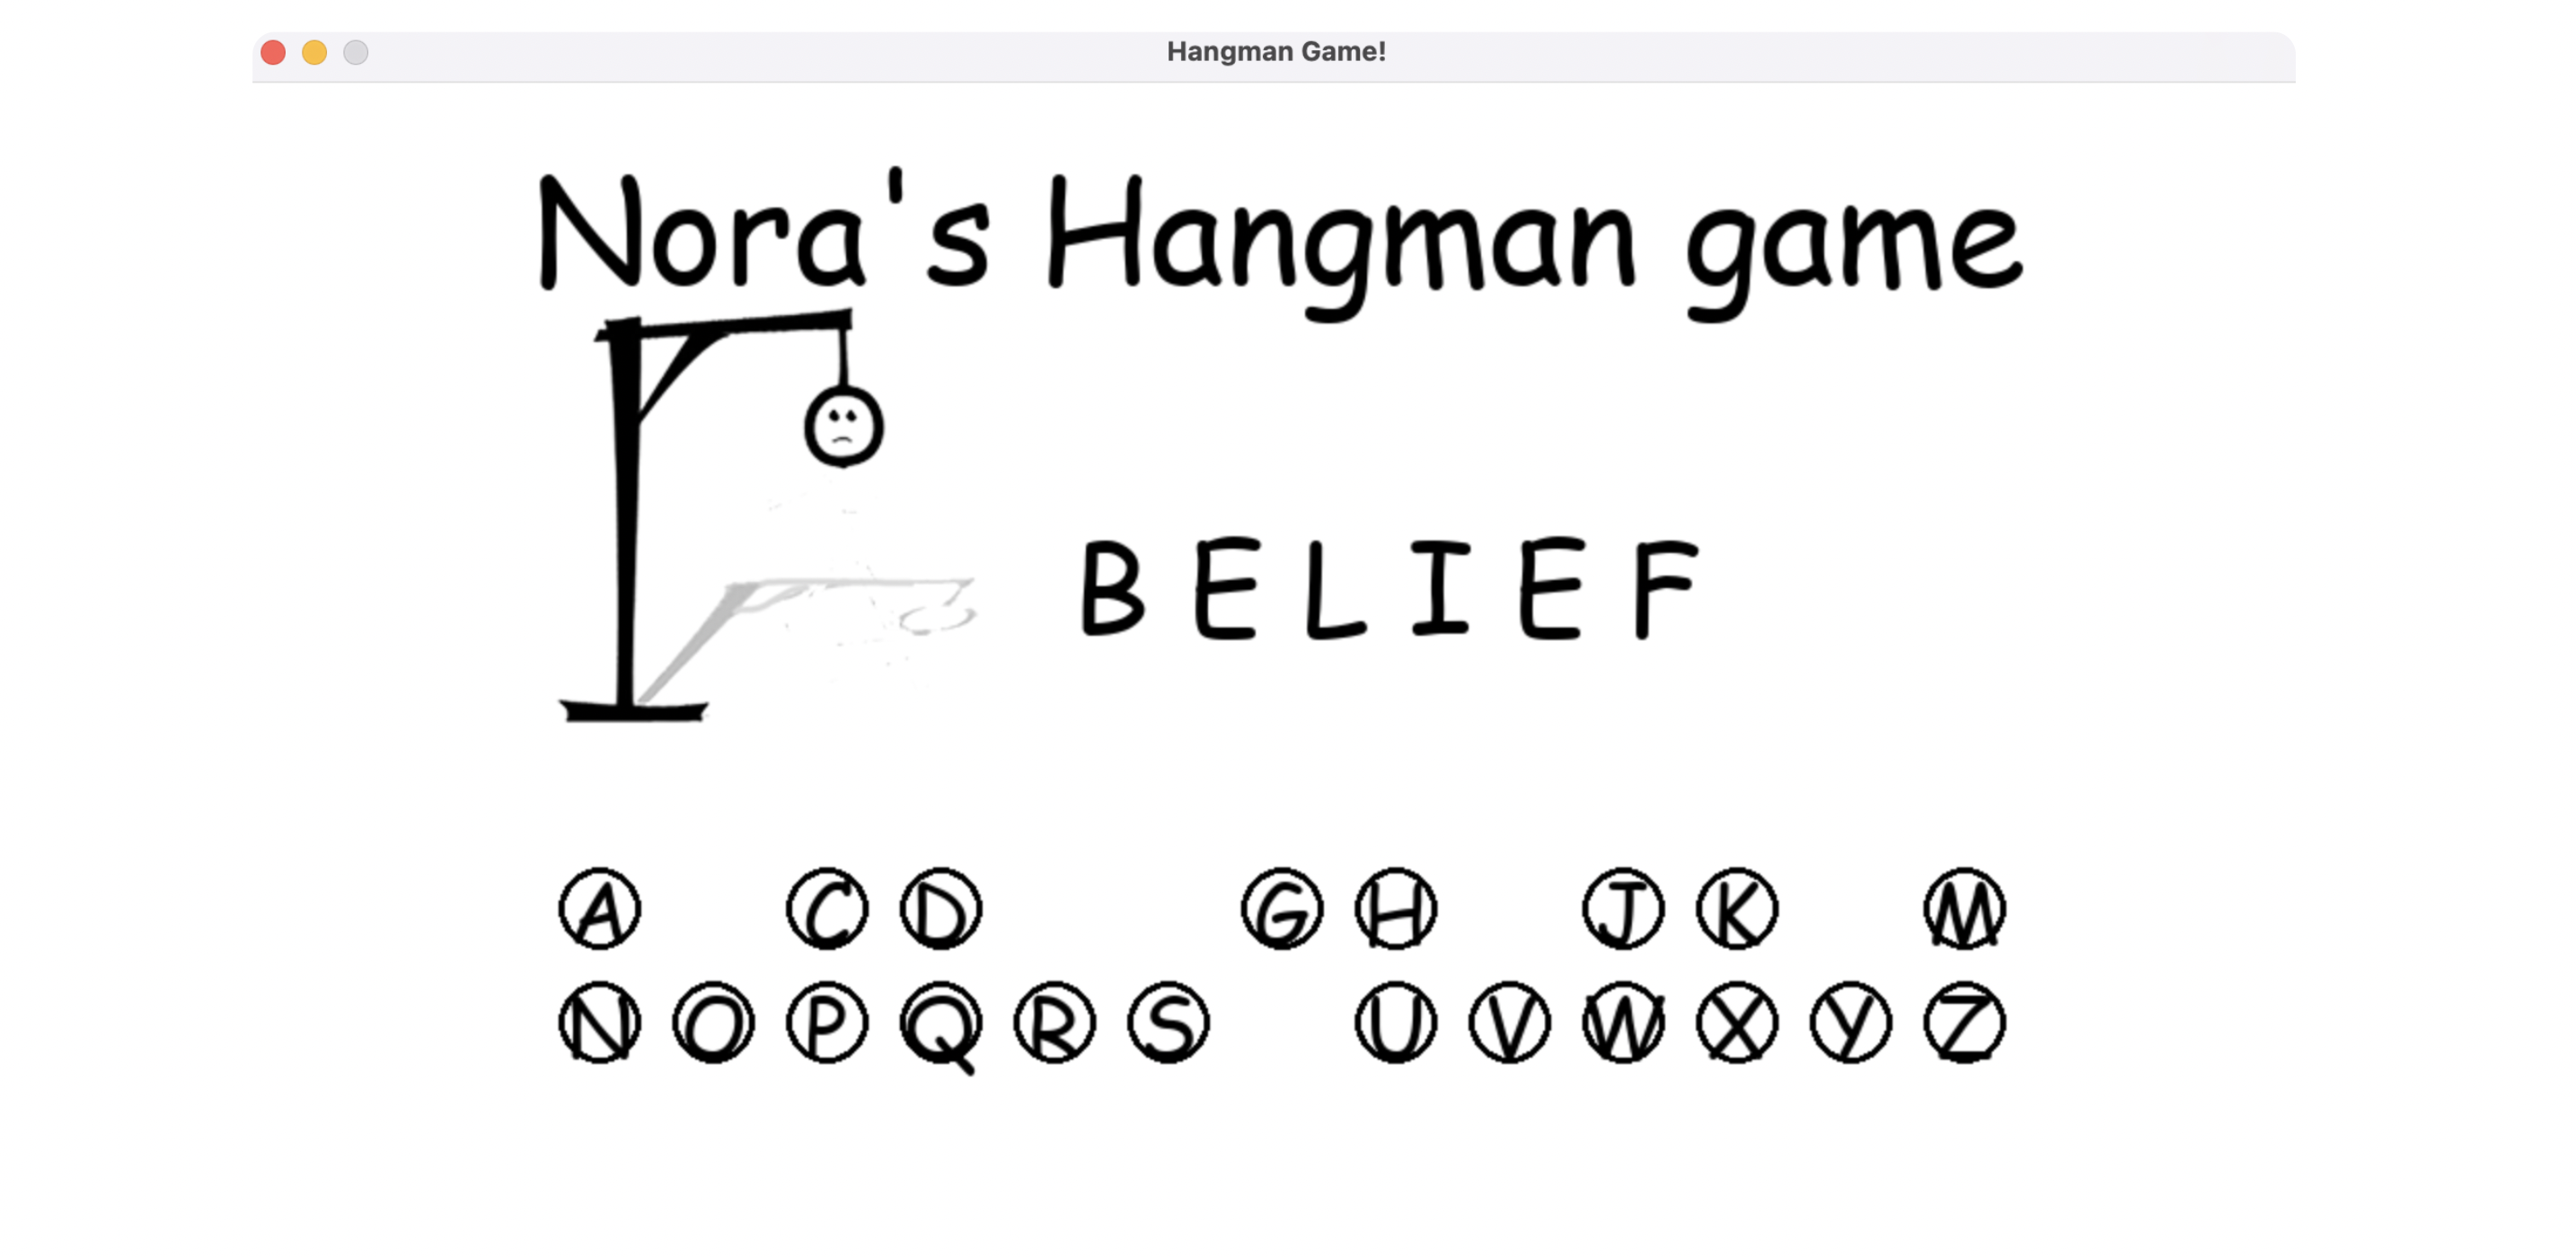 Hangman Game!
Nora's Hangman game
B E L I E F
A C D G H J K M
N O P Q R S U V W X Y Z